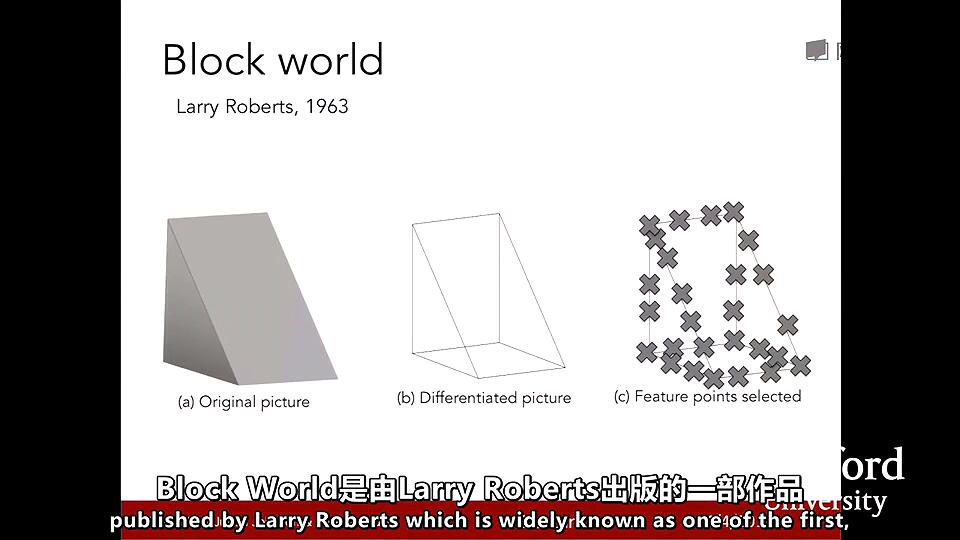 Block world
Larry Roberts, 1963
(a) Original picture
(b) Differentiated picture
(c) Feature points selected
Block World是由Larry Roberts出版的一部作品
University
published by Larry Roberts which is widely known as one of the first,